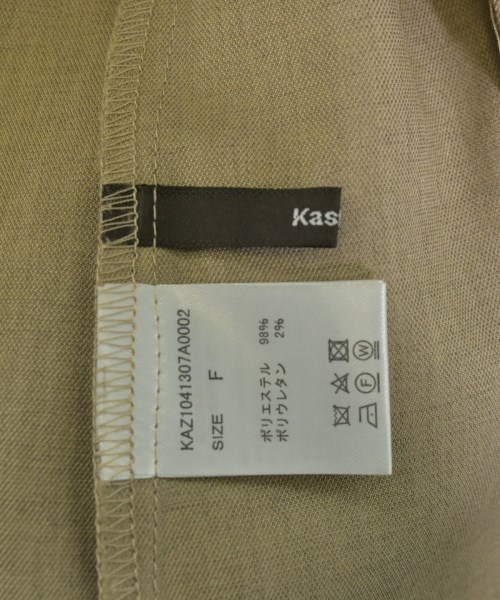 Kas
KAZ1041307A0002
SIZE F
ポリエステル 98%
ポリウレタン 2%
W
F